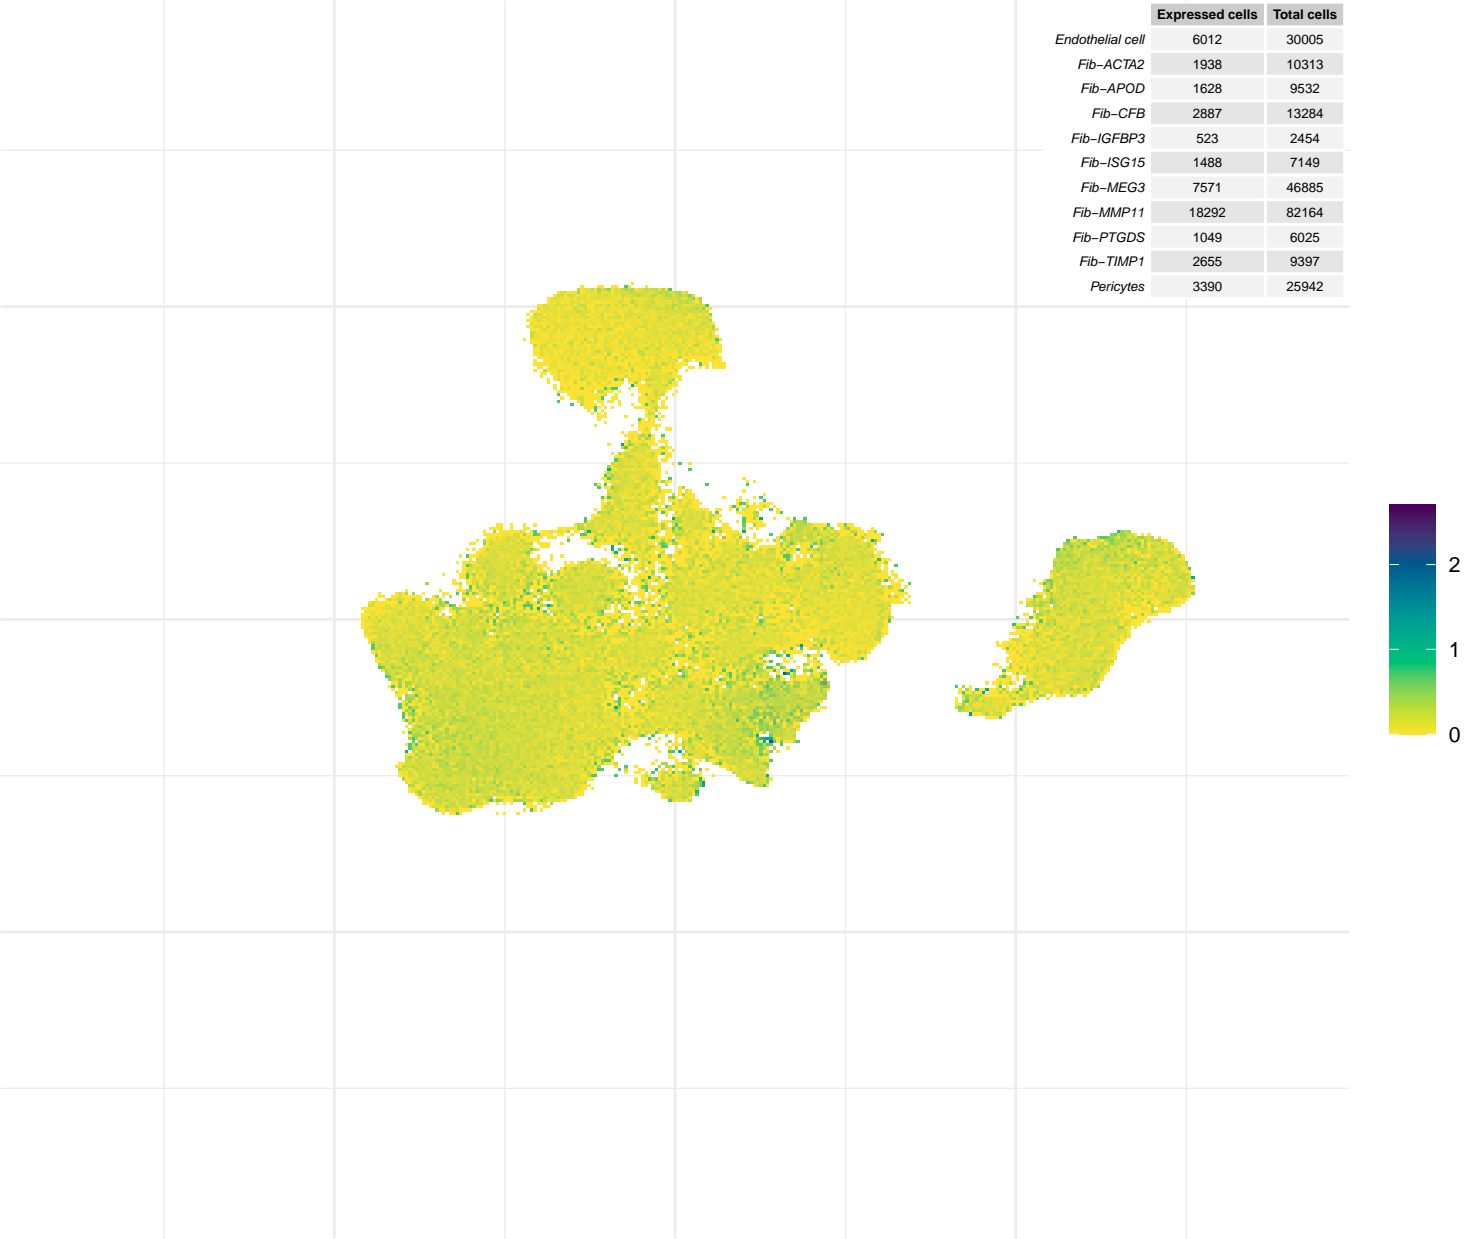 Expressed cells Total cells
Endothelial cell 6012 30005
Fib−ACTA2 1938 10313
Fib−APOD 1628 9532
Fib−CFB 2887 13284
Fib−IGFBP3 523 2454
Fib−ISG15 1488 7149
Fib−MEG3 7571 46885
Fib−MMP11 18292 82164
Fib−PTGDS 1049 6025
Fib−TIMP1 2655 9397
Pericytes 3390 25942
2
1
0